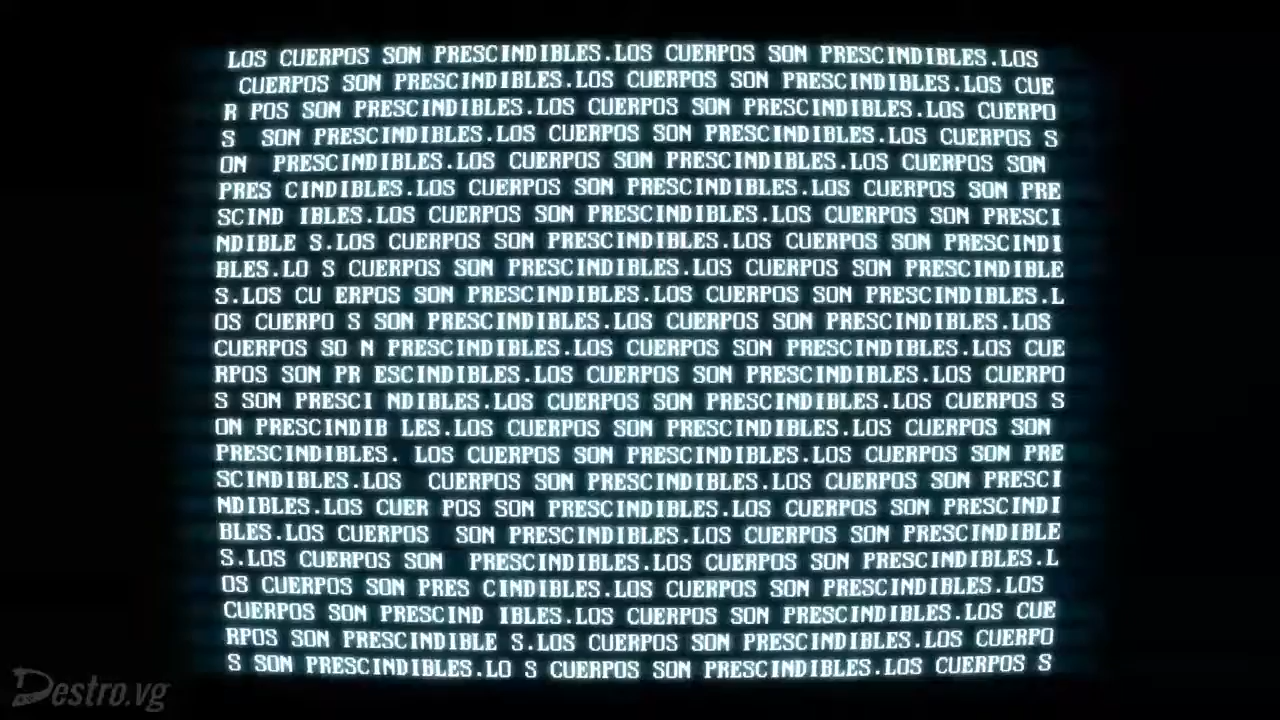 LOS CUERPOS SON PRESCINDIBLES.LOS CUERPOS SON PRESCINDIBLES.LOS
CUERPOS SON PRESCINDIBLES.LOS CUERPOS SON PRESCINDIBLES.LOS CUE
R POS SON PRESCINDIBLES.LOS CUERPOS SON PRESCINDIBLES.LOS CUERPO
S SON PRESCINDIBLES.LOS CUERPOS SON PRESCINDIBLES.LOS CUERPOS S
ON PRESCINDIBLES.LOS CUERPOS SON PRESCINDIBLES.LOS CUERPOS SON
PRES CINDIBLES.LOS CUERPOS SON PRESCINDIBLES.LOS CUERPOS SON PRE
SCIND IBLES.LOS CUERPOS SON PRESCINDIBLES.LOS CUERPOS SON PRESCI
NDIBLE S.LOS CUERPOS SON PRESCINDIBLES.LOS CUERPOS SON PRESCINDI
BLES.LO S CUERPOS SON PRESCINDIBLES.LOS CUERPOS SON PRESCINDIBLE
S.LOS CU ERPOS SON PRESCINDIBLES.LOS CUERPOS SON PRESCINDIBLES.L
OS CUERPO S SON PRESCINDIBLES.LOS CUERPOS SON PRESCINDIBLES.LOS
CUERPOS SO N PRESCINDIBLES.LOS CUERPOS SON PRESCINDIBLES.LOS CUE
RPOS SON PR ESCINDIBLES.LOS CUERPOS SON PRESCINDIBLES.LOS CUERPO
S SON PRESCI NDIBLES.LOS CUERPOS SON PRESCINDIBLES.LOS CUERPOS S
ON PRESCINDIB LES.LOS CUERPOS SON PRESCINDIBLES.LOS CUERPOS SON
PRESCINDIBLES. LOS CUERPOS SON PRESCINDIBLES.LOS CUERPOS SON PRE
SCINDIBLES.LOS CUERPOS SON PRESCINDIBLES.LOS CUERPOS SON PRESCI
NDIBLES.LOS CUER POS SON PRESCINDIBLES.LOS CUERPOS SON PRESCINDI
BLES.LOS CUERPOS SON PRESCINDIBLES.LOS CUERPOS SON PRESCINDIBLE
S.LOS CUERPOS SON PRESCINDIBLES.LOS CUERPOS SON PRESCINDIBLES.L
OS CUERPOS SON PRES CINDIBLES.LOS CUERPOS SON PRESCINDIBLES.LOS
CUERPOS SON PRESCIND IBLES.LOS CUERPOS SON PRESCINDIBLES.LOS CUE
RPOS SON PRESCINDIBLE S.LOS CUERPOS SON PRESCINDIBLES.LOS CUERPO
S SON PRESCINDIBLES.LO S CUERPOS SON PRESCINDIBLES.LOS CUERPOS S
Destro.vg